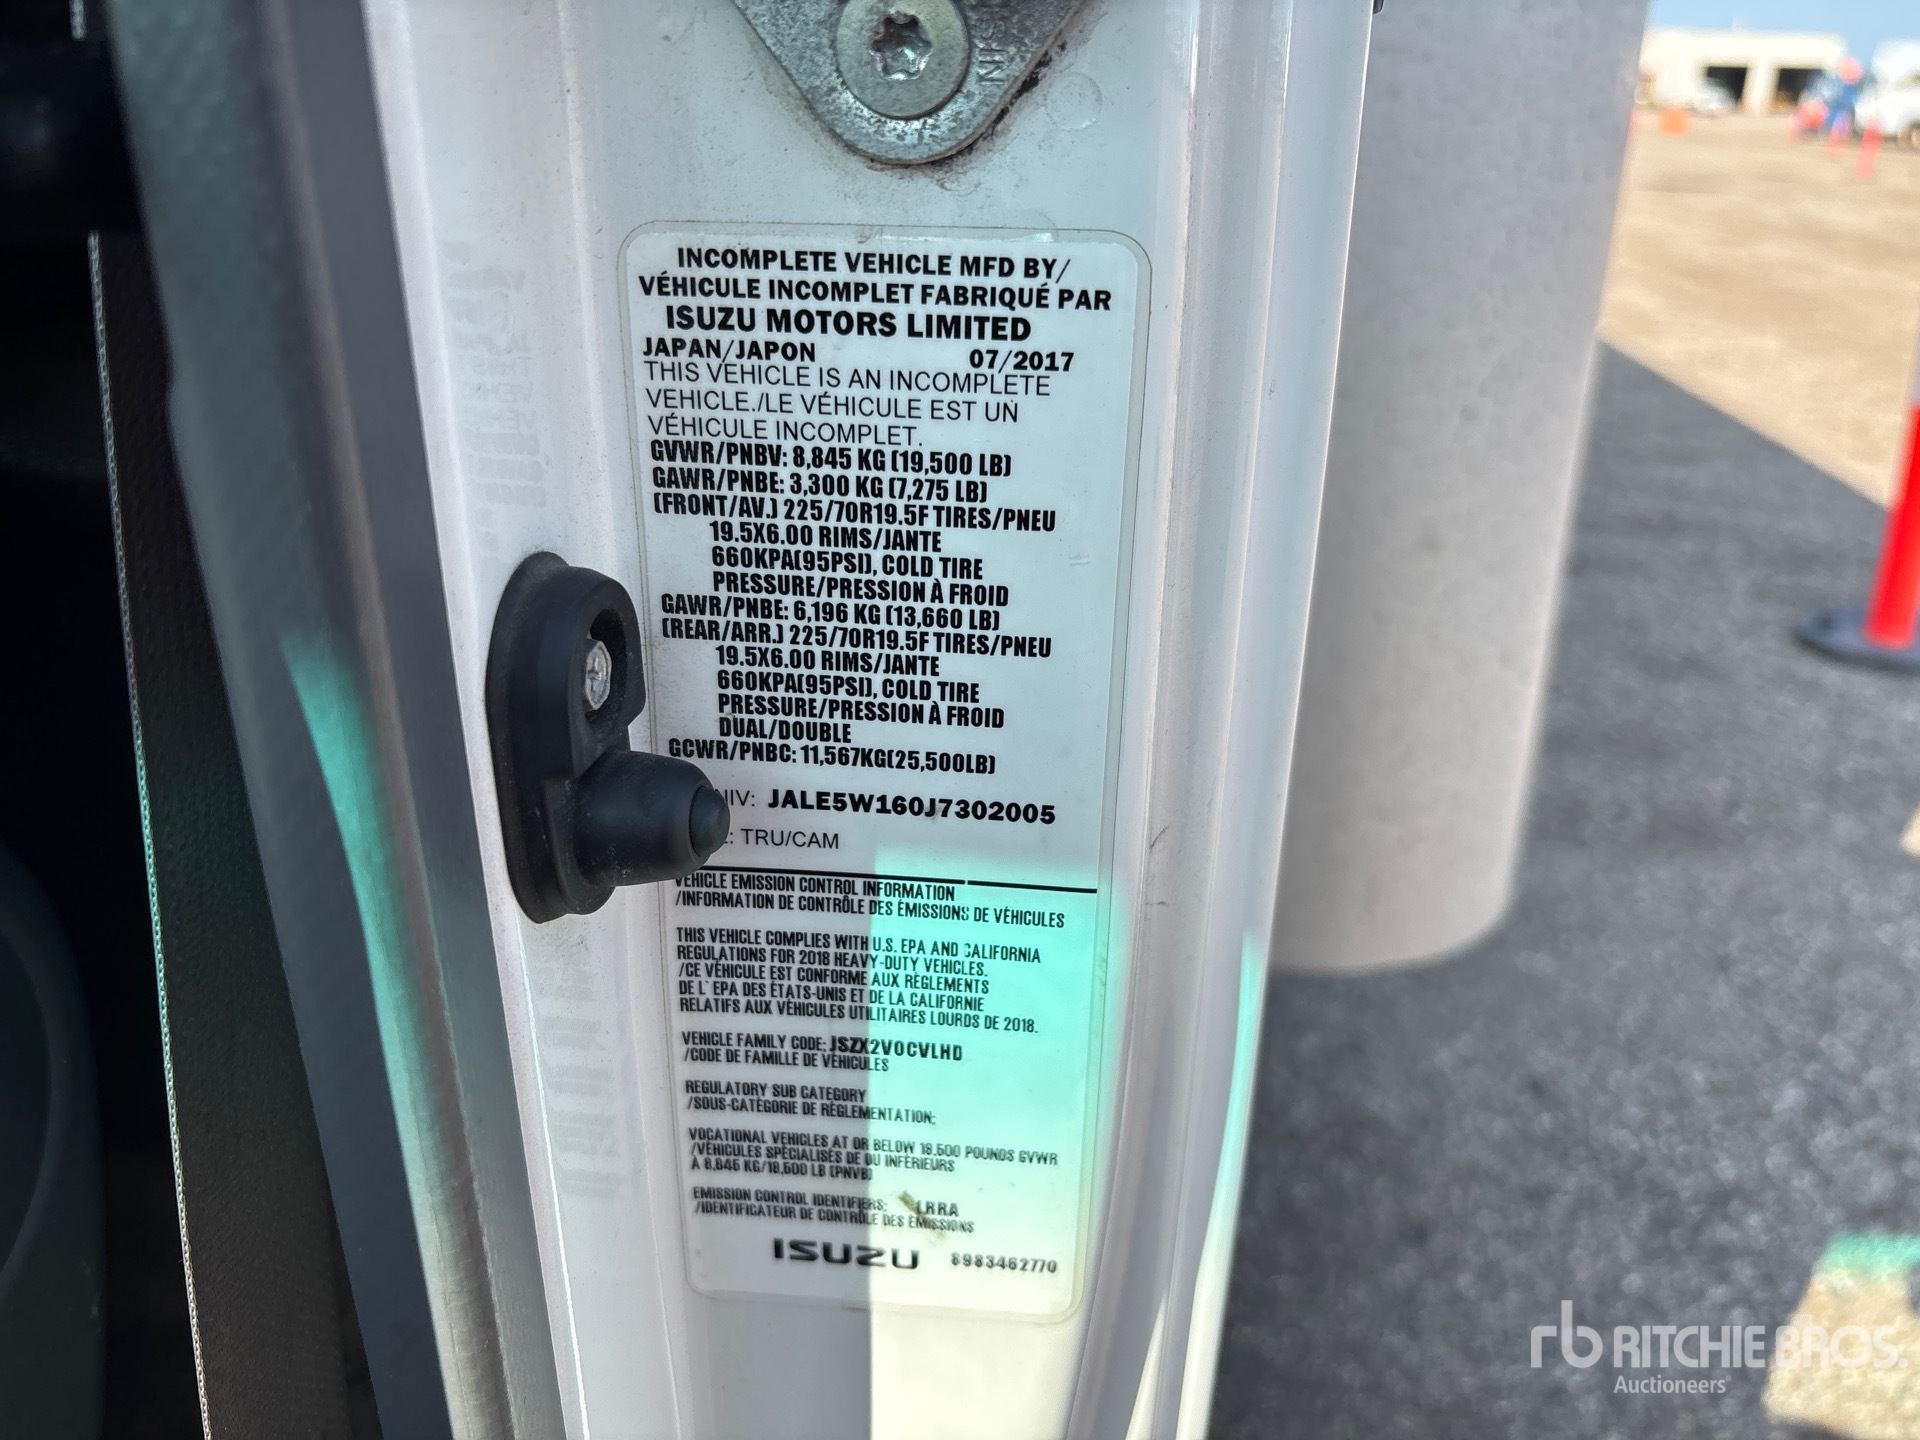 INCOMPLETE VEHICLE MFD BY/
VÉHICULE INCOMPLET FABRIQUÉ PAR
ISUZU MOTORS LIMITED
JAPAN/JAPON 07/2017
THIS VEHICLE IS AN INCOMPLETE
VEHICLE./LE VÉHICULE EST UN
VÉHICULE INCOMPLET.
GVWR/PNBV: 8,845 KG (19,500 LB)
GAWR/PNBE: 3,300 KG (7,275 LB)
(FRONT/AV.) 225/70R19.5F TIRES/PNEU
19.5X6.00 RIMS/JANTE
660KPA(95PSI), COLD TIRE
PRESSURE/PRESSION À FROID
GAWR/PNBE: 6,196 KG (13,660 LB)
(REAR/ARR.) 225/70R19.5F TIRES/PNEU
19.5X6.00 RIMS/JANTE
660KPA(95PSI), COLD TIRE
PRESSURE/PRESSION À FROID
DUAL/DOUBLE
GCWR/PNBC: 11,567KG(25,500LB)
NIV: JALE5W160J7302005
: TRU/CAM
VEHICLE EMISSION CONTROL INFORMATION
/INFORMATION DE CONTRÔLE DES ÉMISSIONS DE VÉHICULES
THIS VEHICLE COMPLIES WITH U.S. EPA AND CALIFORNIA
REGULATIONS FOR 2018 HEAVY-DUTY VEHICLES.
/CE VÉHICULE EST CONFORME AUX RÈGLEMENTS
DE L'EPA DES ÉTATS-UNIS ET DE LA CALIFORNIE
RELATIFS AUX VÉHICULES UTILITAIRES LOURDS DE 2018.
VEHICLE FAMILY CODE: JSZX2VOCVLHD
/CODE DE FAMILLE DE VÉHICULES
REGULATORY SUB CATEGORY
/SOUS-CATÉGORIE DE RÉGLEMENTATION:
VOCATIONAL VEHICLES AT OR BELOW 19,500 POUNDS GVWR
/VÉHICULES SPÉCIALISÉS DE OU INFÉRIEURS
À 8,845 KG/19,500 LB (PNVB)
EMISSION CONTROL IDENTIFIERS: LRRA
/IDENTIFICATEUR DE CONTRÔLE DES ÉMISSIONS
ISUZU 8983462770
rb RITCHIE BROS.
Auctioneers